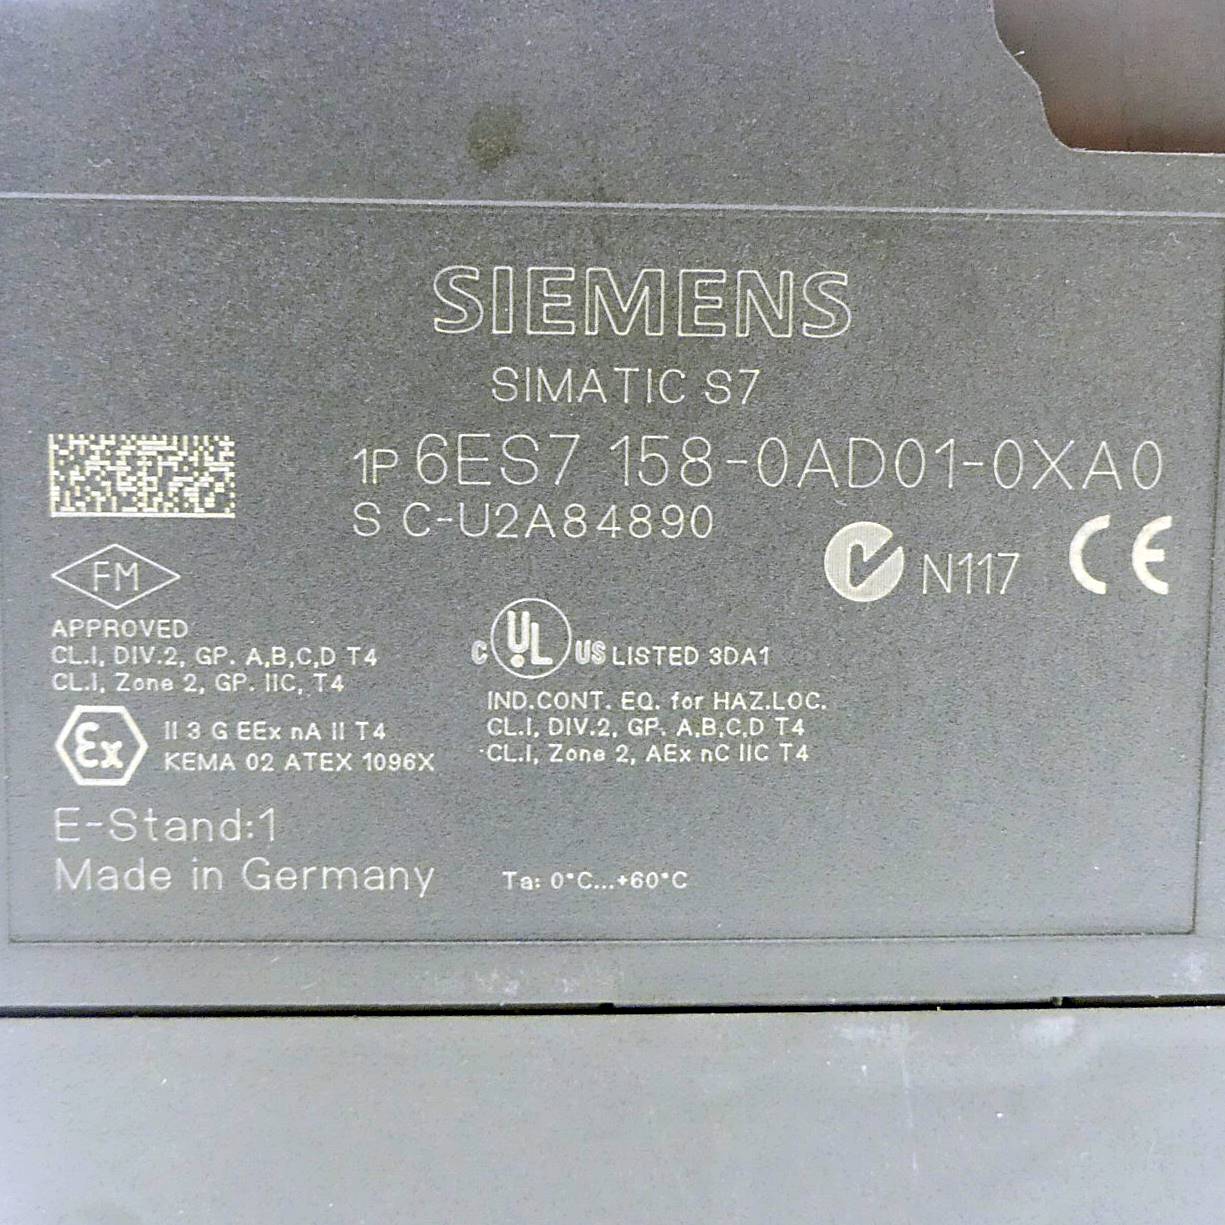 SIEMENS
SIMATIC S7
1P 6ES7 158-0AD01-0XA0
S C-U2A84890
N117 CE
FM
APPROVED
CL.I, DIV.2, GP. A,B,C,D T4
CL.I, Zone 2, GP. IIC, T4
Ex II 3 G EEx nA II T4
KEMA 02 ATEX 1096X
C UL US LISTED 3DA1
IND.CONT. EQ. for HAZ.LOC.
CL.I, DIV.2, GP. A,B,C,D T4
CL.I, Zone 2, AEx nC IIC T4
E-Stand:1
Made in Germany
Ta: 0°C...+60°C